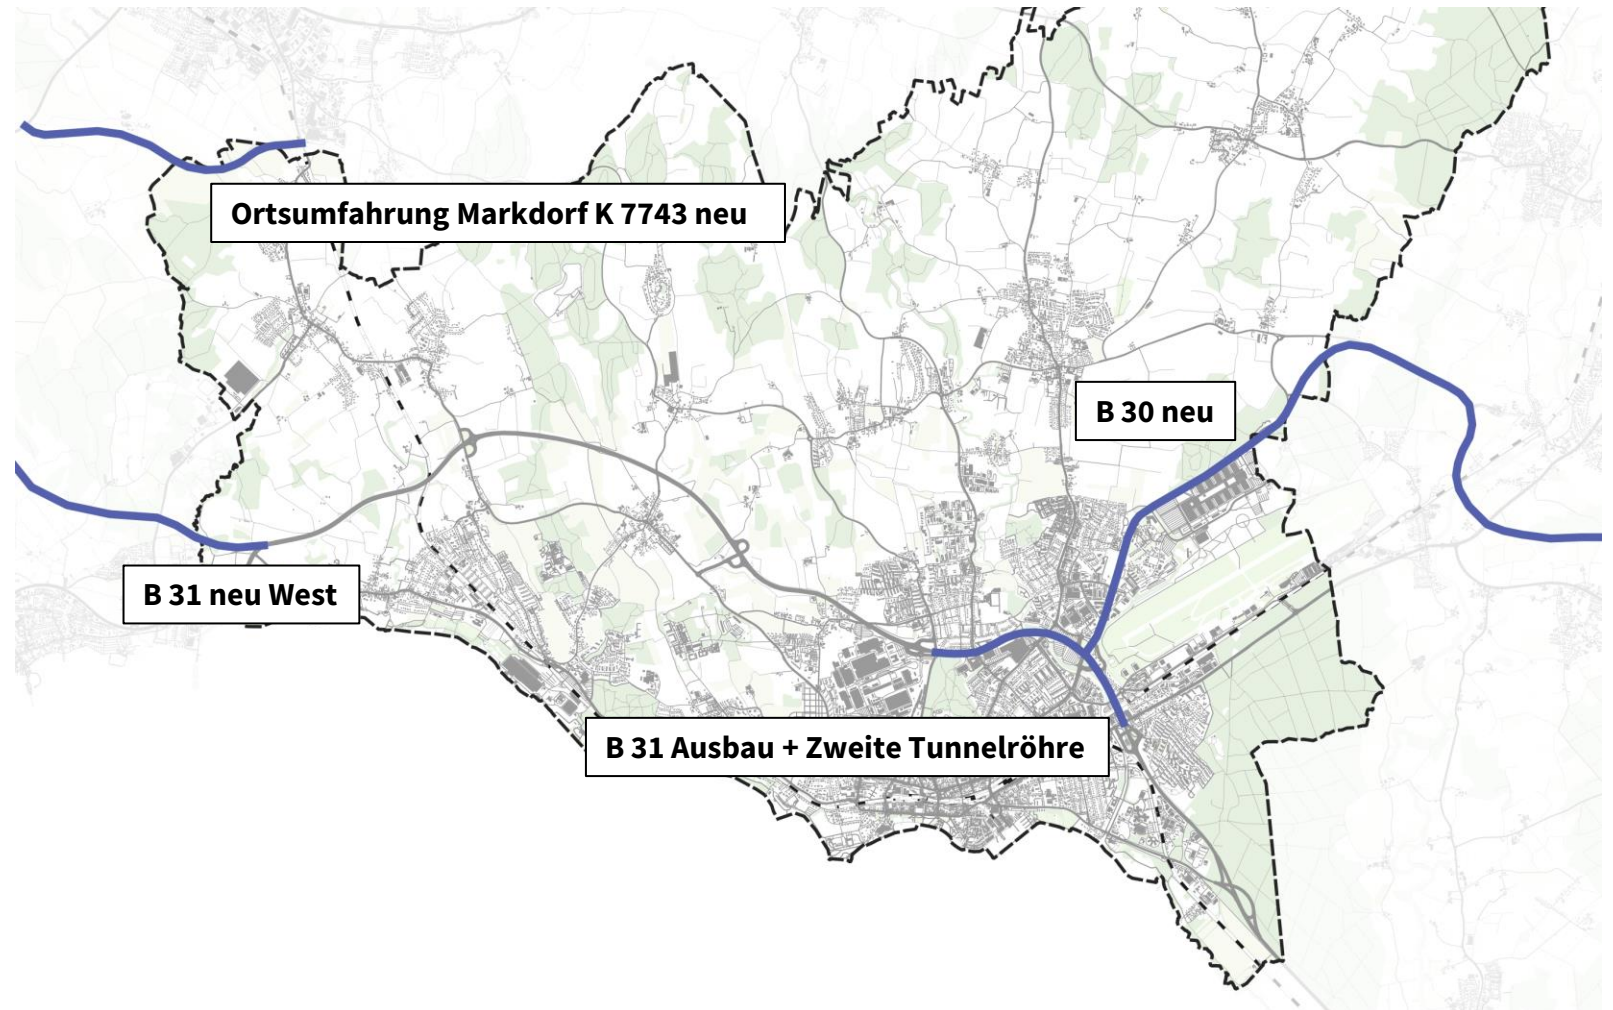 Ortsumfahrung Markdorf K 7743 neu
B 30 neu
B 31 neu West
B 31 Ausbau + Zweite Tunnelröhre